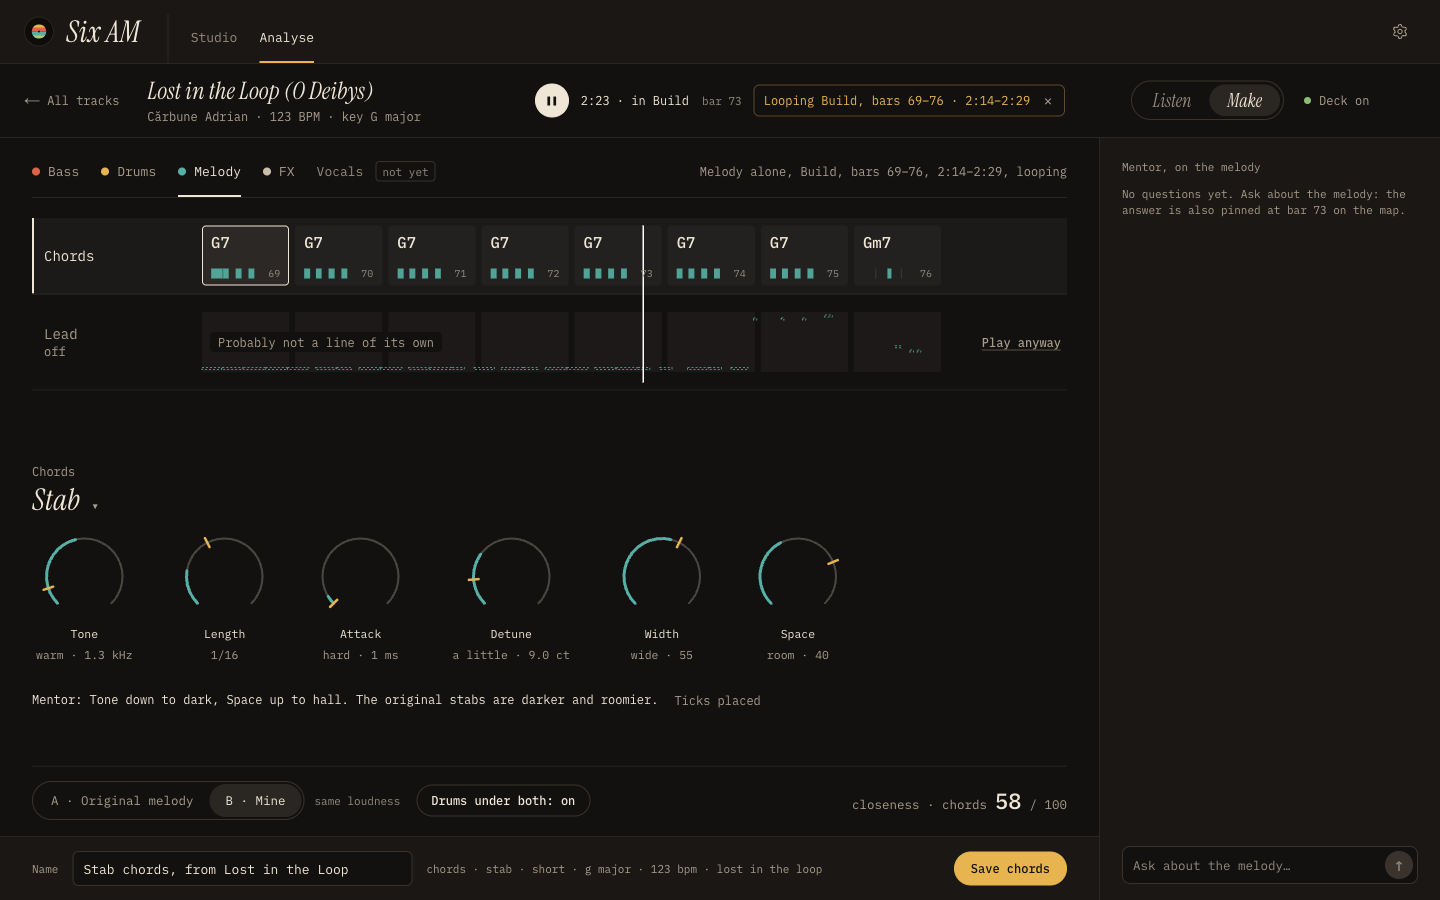 Six AM
Studio Analyse
← All tracks
Lost in the Loop (O Deibys)
Cărbune Adrian · 123 BPM · key G major
2:23 · in Build bar 73
Looping Build, bars 69–76 · 2:14–2:29 ×
Listen Make
Deck on
Bass Drums Melody FX Vocals not yet
Melody alone, Build, bars 69–76, 2:14–2:29, looping
Chords
G7 G7 G7 G7 G7 G7 G7 Gm7
69 70 71 72 73 74 75 76
Lead
off
Probably not a line of its own
Play anyway
Chords
Stab ▾
Tone Length Attack Detune Width Space
warm · 1.3 kHz 1/16 hard · 1 ms a little · 9.0 ct wide · 55 room · 40
Mentor: Tone down to dark, Space up to hall. The original stabs are darker and roomier. Ticks placed
A · Original melody B · Mine same loudness Drums under both: on
closeness · chords 58 / 100
Name Stab chords, from Lost in the Loop
chords · stab · short · g major · 123 bpm · lost in the loop
Save chords
Mentor, on the melody
No questions yet. Ask about the melody: the
answer is also pinned at bar 73 on the map.
Ask about the melody…
↑